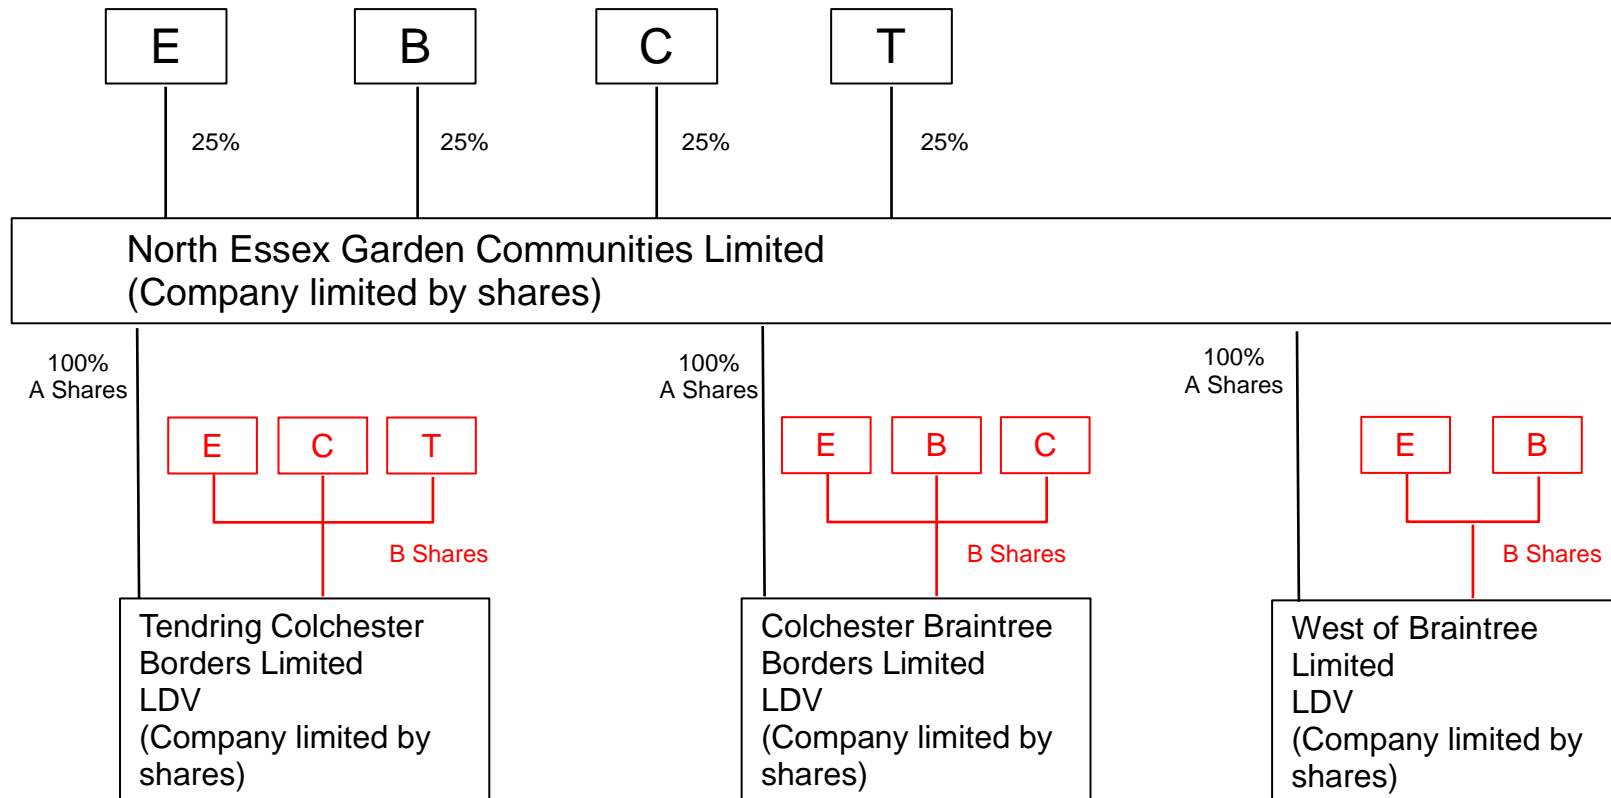 E
B
C
T
25%
25%
25%
25%
North Essex Garden Communities Limited
(Company limited by shares)
100%
A Shares
100%
A Shares
100%
A Shares
E
C
T
E
B
C
E
B
B Shares
B Shares
B Shares
Tendring Colchester
Borders Limited
LDV
(Company limited by
shares)
Colchester Braintree
Borders Limited
LDV
(Company limited by
shares)
West of Braintree
Limited
LDV
(Company limited by
shares)